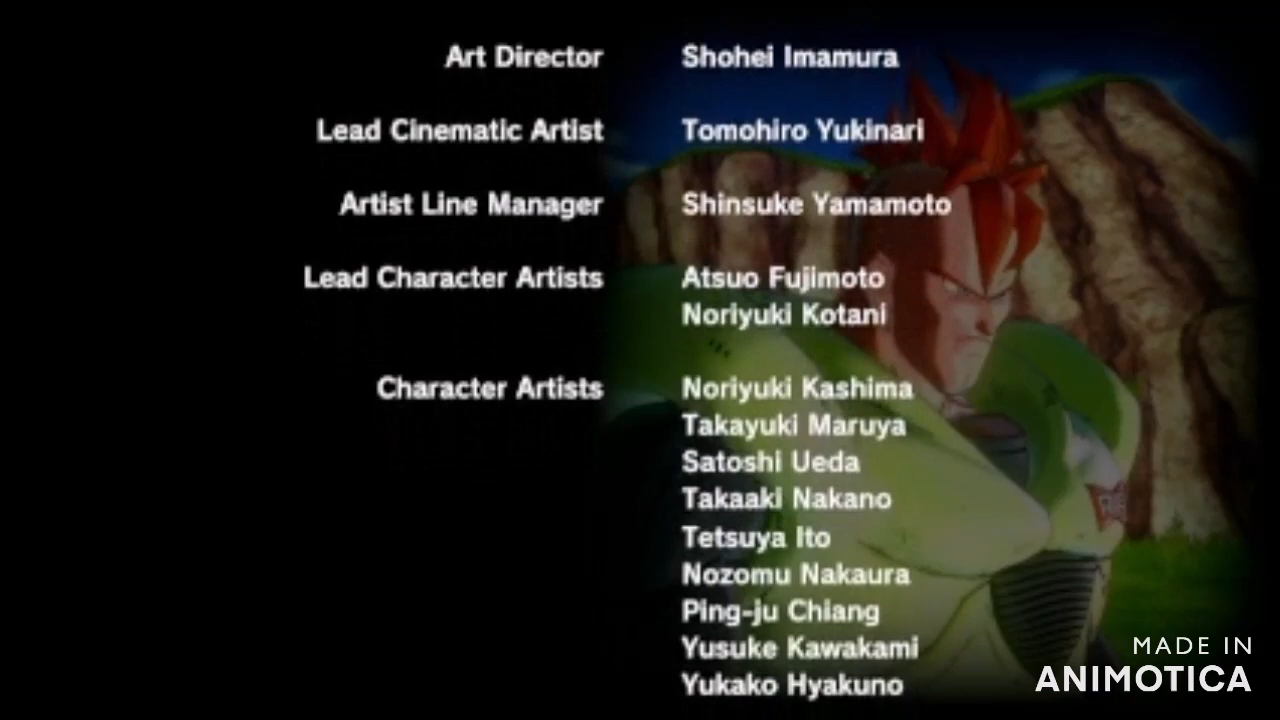 Art Director Shohei Imamura
Lead Cinematic Artist Tomohiro Yukinari
Artist Line Manager Shinsuke Yamamoto
Lead Character Artists Atsuo Fujimoto
Noriyuki Kotani
Character Artists Noriyuki Kashima
Takayuki Maruya
Satoshi Ueda
Takaaki Nakano
Tetsuya Ito
Nozomu Nakaura
Ping-ju Chiang
Yusuke Kawakami
Yukako Hyakuno
MADE IN
ANIMOTICA